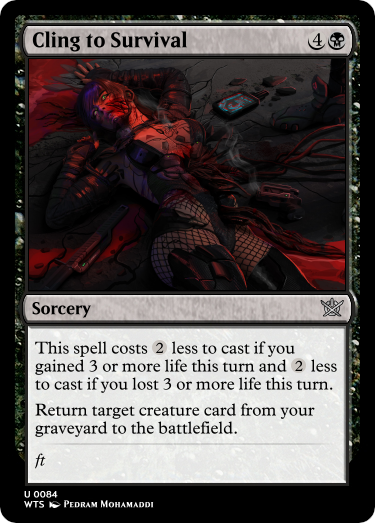 Cling to Survival 4
Sorcery
This spell costs 2 less to cast if you
gained 3 or more life this turn and 2 less
to cast if you lost 3 or more life this turn.
Return target creature card from your
graveyard to the battlefield.
ft
U 0084
WTS Pedram Mohamaddi